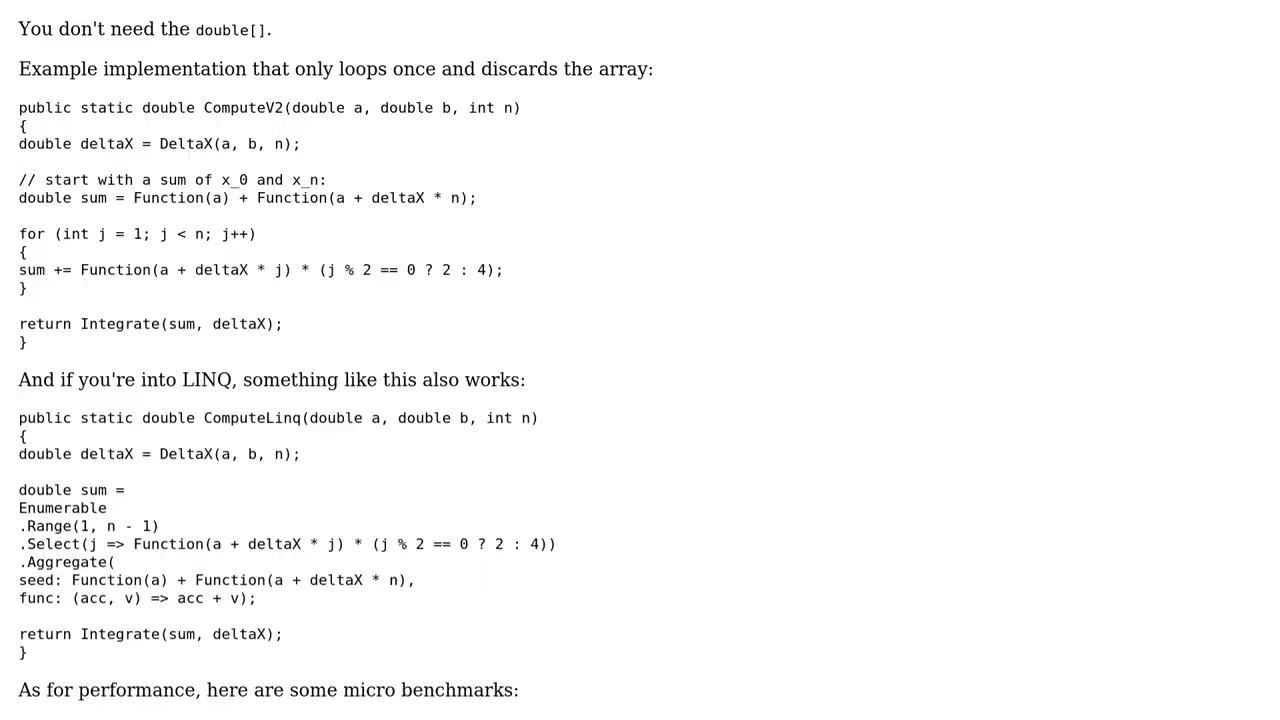 You don't need the double[].
Example implementation that only loops once and discards the array:
public static double ComputeV2(double a, double b, int n)
{
double deltaX = DeltaX(a, b, n);
// start with a sum of x_0 and x_n:
double sum = Function(a) + Function(a + deltaX * n);
for (int j = 1; j < n; j++)
{
sum += Function(a + deltaX * j) * (j % 2 == 0 ? 2 : 4);
}
return Integrate(sum, deltaX);
}
And if you're into LINQ, something like this also works:
public static double ComputeLinq(double a, double b, int n)
{
double deltaX = DeltaX(a, b, n);
double sum =
Enumerable
.Range(1, n - 1)
.Select(j => Function(a + deltaX * j) * (j % 2 == 0 ? 2 : 4))
.Aggregate(
seed: Function(a) + Function(a + deltaX * n),
func: (acc, v) => acc + v);
return Integrate(sum, deltaX);
}
As for performance, here are some micro benchmarks: